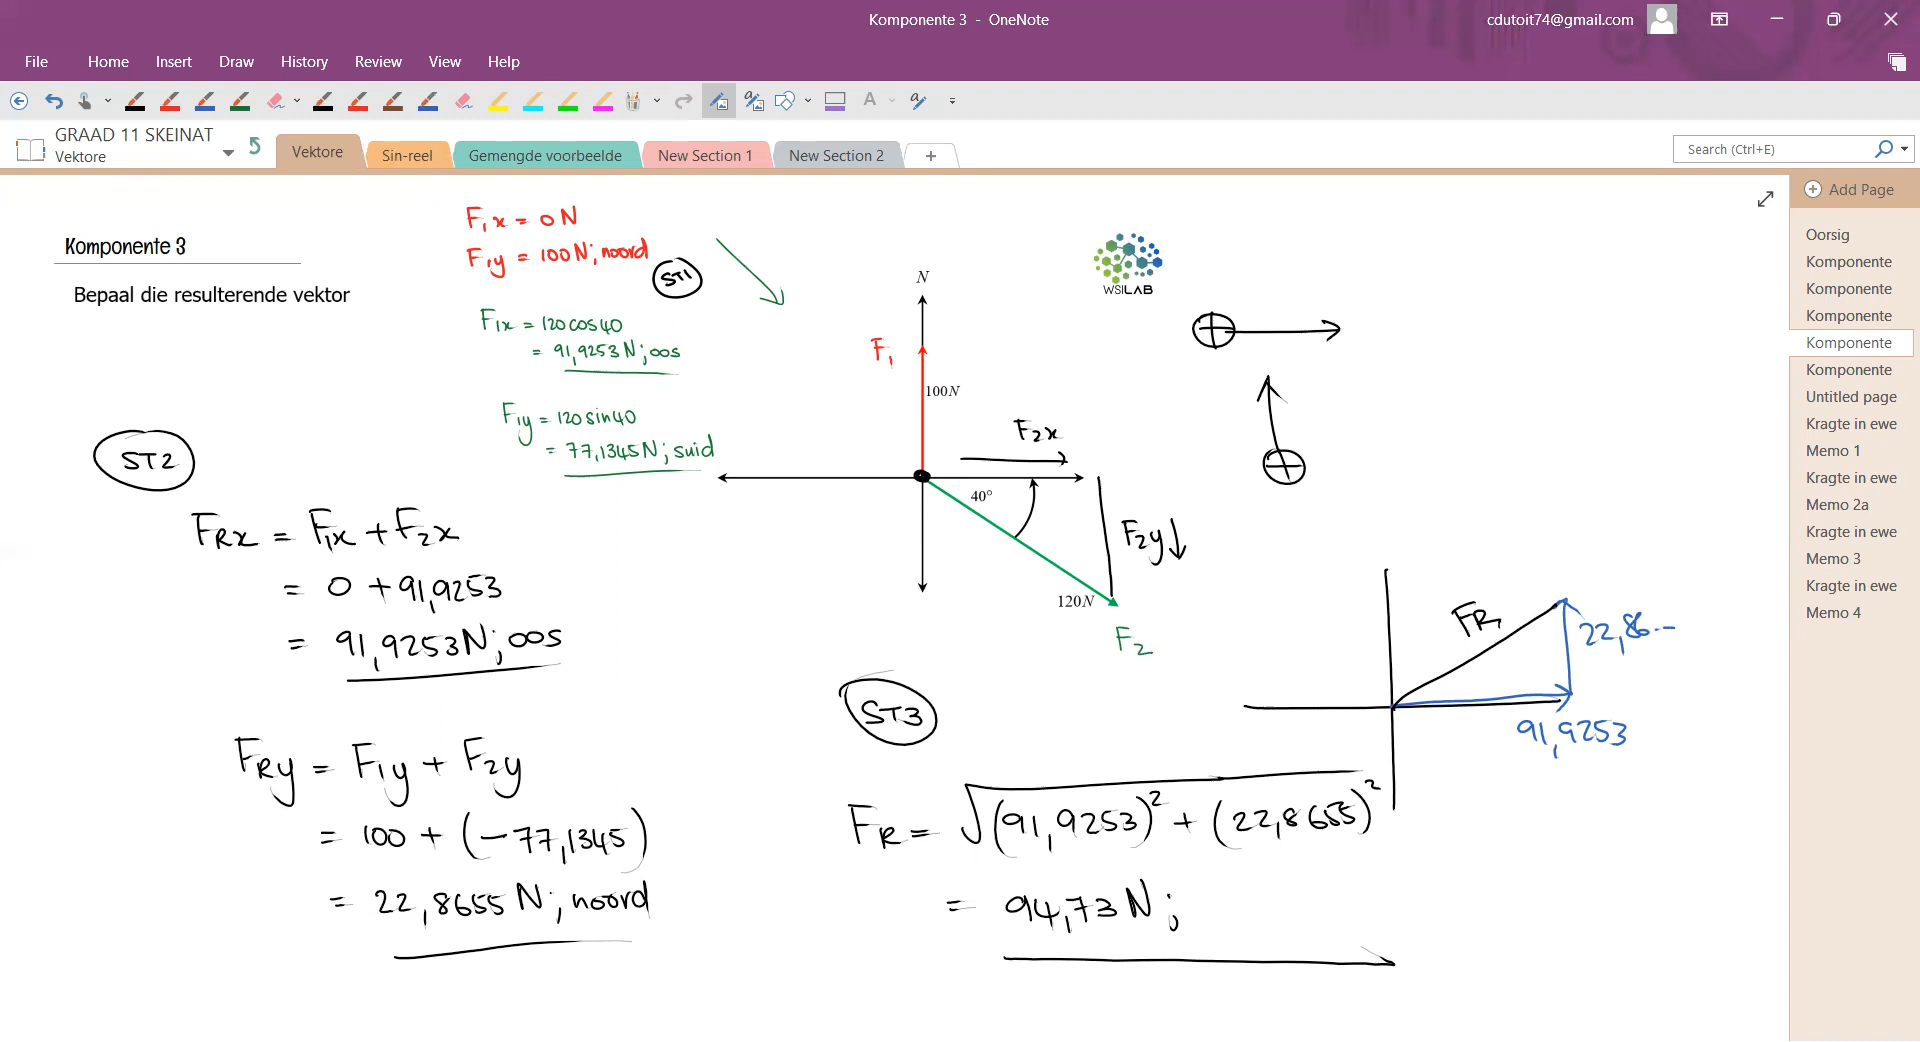 Komponente 3 - OneNote
cdutoit74@gmail.com
File Home Insert Draw History Review View Help
GRAAD 11 SKEINAT
Vektore
Vektore Sin-reel Gemengde voorbeelde New Section 1 New Section 2 +
Search (Ctrl+E)
Add Page
Oorsig
Komponente
Komponente
Komponente
Komponente
Komponente
Untitled page
Kragte in ewe
Memo 1
Kragte in ewe
Memo 2a
Kragte in ewe
Memo 3
Kragte in ewe
Memo 4
Komponente 3
Bepaal die resulterende vektor
F1x = 0 N
F1y = 100 N; noord
ST1
F1x = 120 cos 40
= 91,9253 N; oos
F1y = 120 sin 40
= 77,1345 N; suid
N
F1
100N
F2x
40°
F2y ↓
120N
F2
WSILAB
ST2
FRx = F1x + F2x
= 0 + 91,9253
= 91,9253 N; oos
FRy = F1y + F2y
= 100 + (-77,1345)
= 22,8655 N; noord
ST3
FR
22,86...
91,9253
FR = √(91,9253)² + (22,8655)²
= 94,73 N;